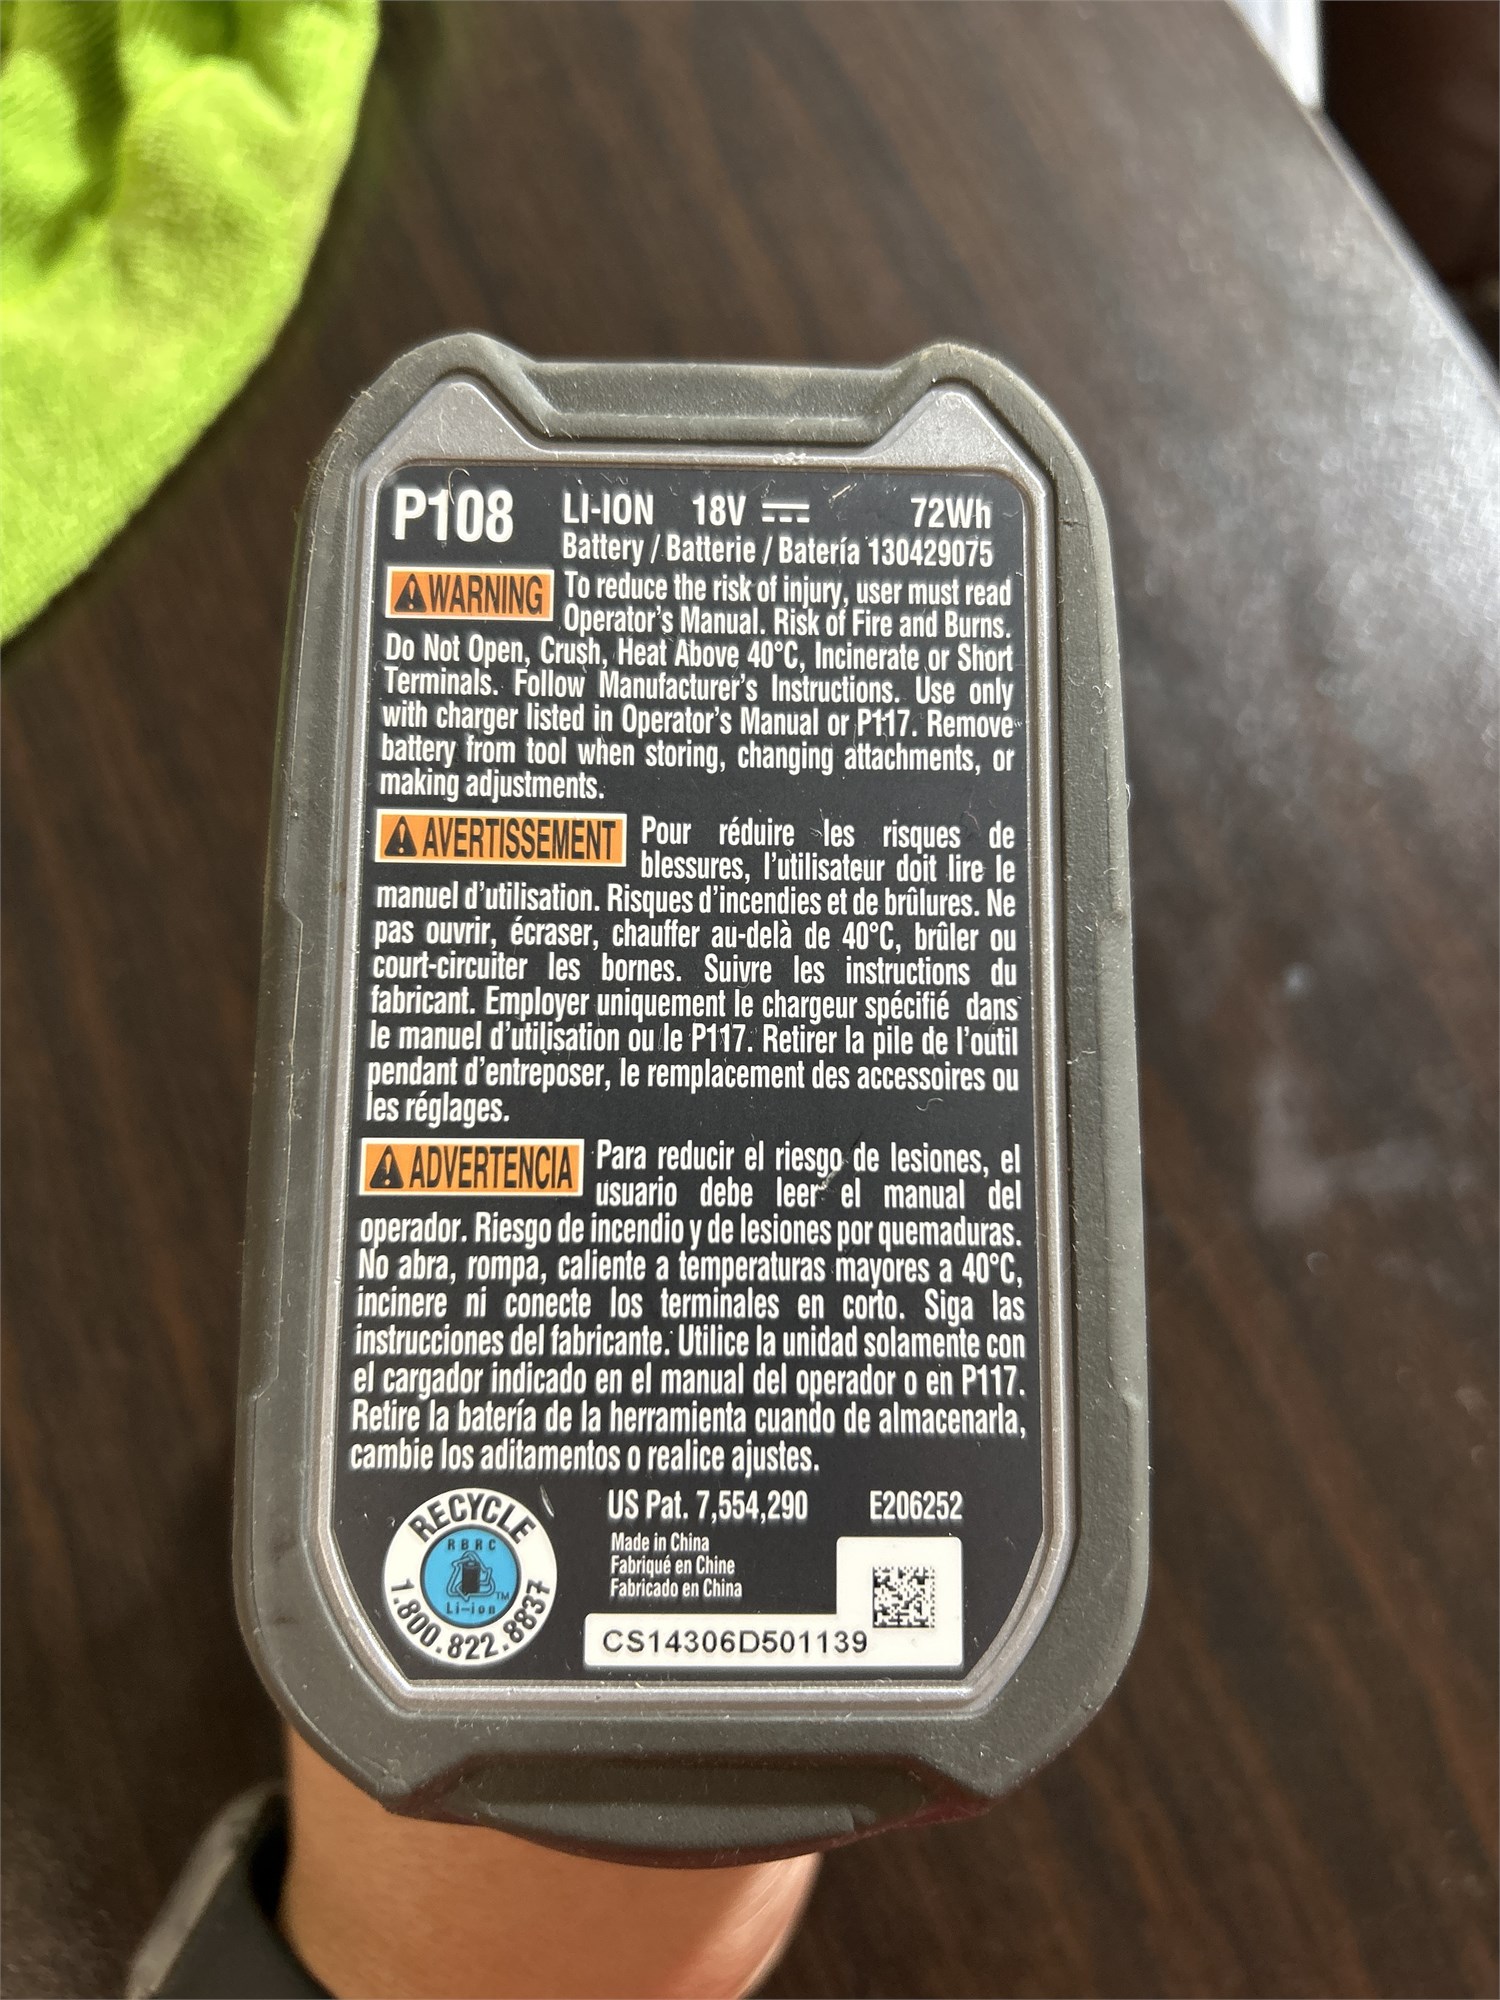 P108 LI-ION 18V 72Wh
Battery / Batterie / Batería 130429075
WARNING To reduce the risk of injury, user must read
Operator's Manual. Risk of Fire and Burns.
Do Not Open, Crush, Heat Above 40°C, Incinerate or Short
Terminals. Follow Manufacturer's Instructions. Use only
with charger listed in Operator's Manual or P117. Remove
battery from tool when storing, changing attachments, or
making adjustments.
AVERTISSEMENT Pour réduire les risques de
blessures, l'utilisateur doit lire le
manuel d'utilisation. Risques d'incendies et de brûlures. Ne
pas ouvrir, écraser, chauffer au-delà de 40°C, brûler ou
court-circuiter les bornes. Suivre les instructions du
fabricant. Employer uniquement le chargeur spécifié dans
le manuel d'utilisation ou le P117. Retirer la pile de l'outil
pendant d'entreposer, le remplacement des accessoires ou
les réglages.
ADVERTENCIA Para reducir el riesgo de lesiones, el
usuario debe leer el manual del
operador. Riesgo de incendio y de lesiones por quemaduras.
No abra, rompa, caliente a temperaturas mayores a 40°C,
incinere ni conecte los terminales en corto. Siga las
instrucciones del fabricante. Utilice la unidad solamente con
el cargador indicado en el manual del operador o en P117.
Retire la batería de la herramienta cuando de almacenarla,
cambie los aditamentos o realice ajustes.
RECYCLE
RBRC
Li-ion
TM
1.800.822.8837
US Pat. 7,554,290 E206252
Made in China
Fabriqué en Chine
Fabricado en China
CS14306D501139